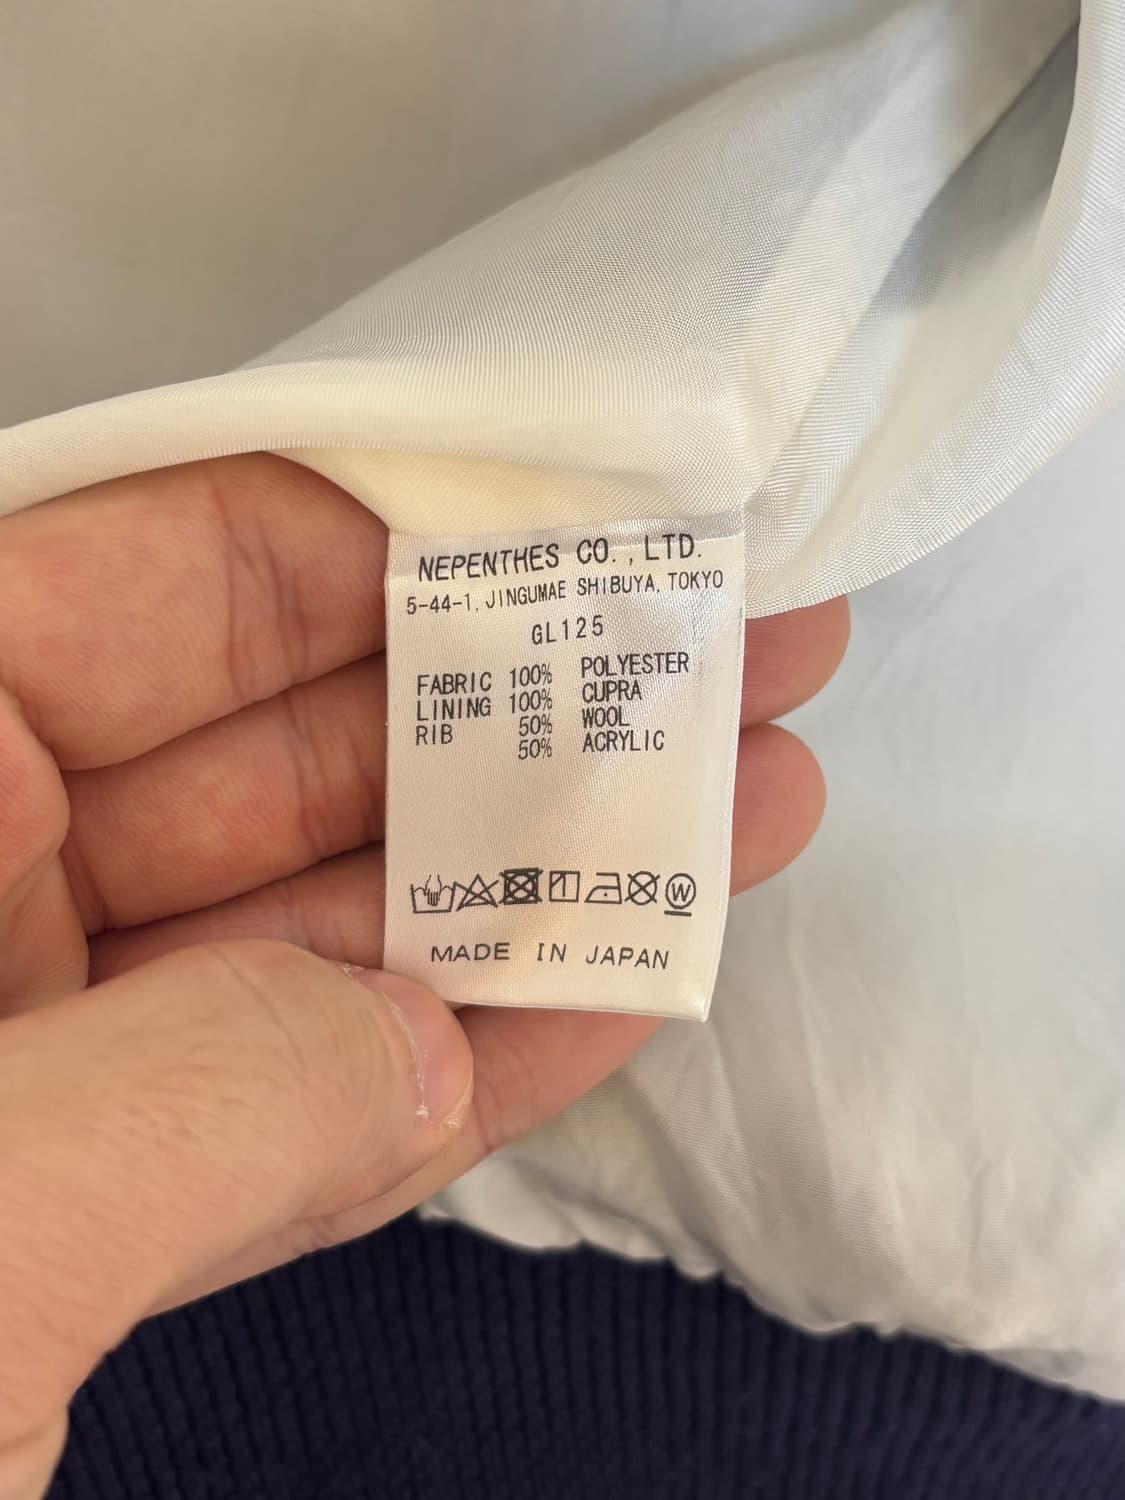 NEPENTHES CO.,LTD.
5-44-1, JINGUMAE SHIBUYA, TOKYO
GL125
FABRIC 100% POLYESTER
LINING 100% CUPRA
RIB 50% WOOL
50% ACRYLIC
W
MADE IN JAPAN